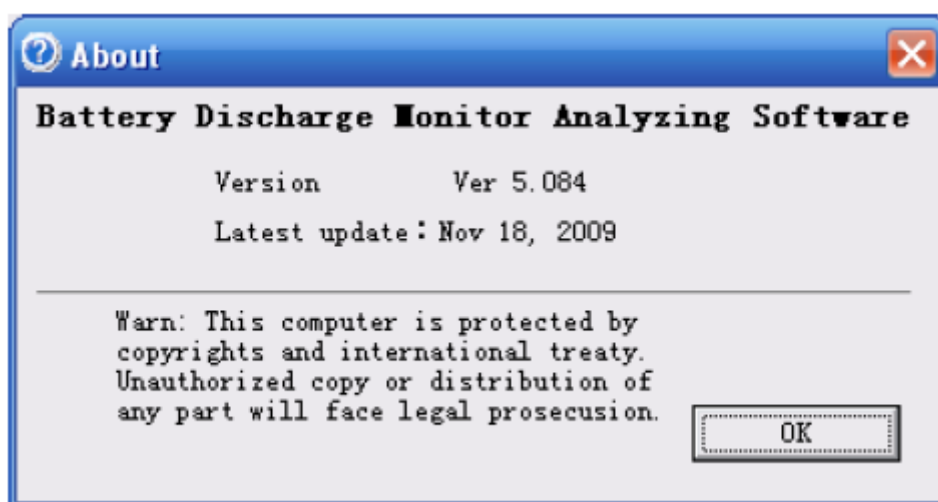 About
Battery Discharge Monitor Analyzing Software
Version Ver 5.084
Latest update：Nov 18, 2009
Warn: This computer is protected by
copyrights and international treaty.
Unauthorized copy or distribution of
any part will face legal prosecusion.
OK